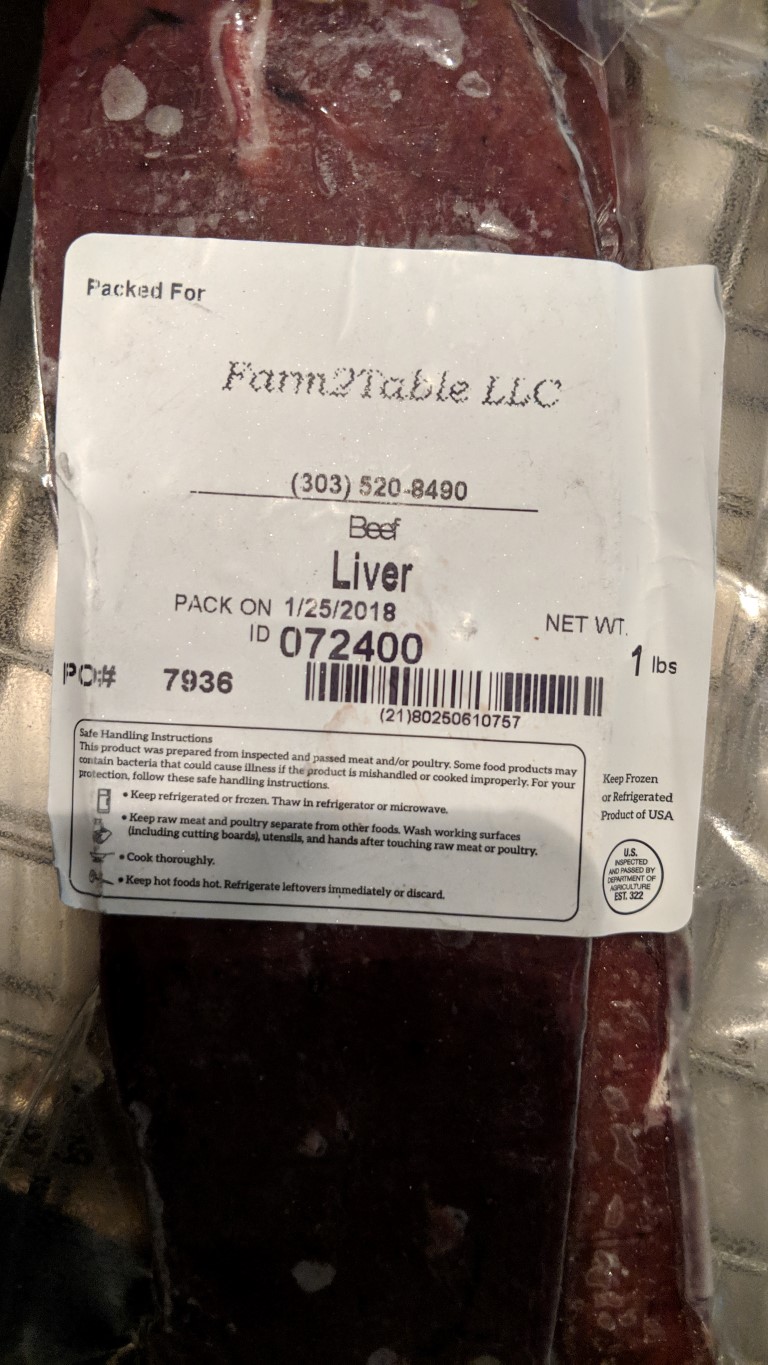 Packed For
Farm2Table LLC
(303) 520-8490
Beef
Liver
PACK ON 1/25/2018
NET WT.
ID 072400
1 lbs
PO# 7936
(21)80250610757
Safe Handling Instructions
This product was prepared from inspected and passed meat and/or poultry. Some food products may
contain bacteria that could cause illness if the product is mishandled or cooked improperly. For your
protection, follow these safe handling instructions.
• Keep refrigerated or frozen. Thaw in refrigerator or microwave.
• Keep raw meat and poultry separate from other foods. Wash working surfaces
(including cutting boards), utensils, and hands after touching raw meat or poultry.
• Cook thoroughly.
• Keep hot foods hot. Refrigerate leftovers immediately or discard.
Keep Frozen
or Refrigerated
Product of USA
U.S.
INSPECTED
AND PASSED BY
DEPARTMENT OF
AGRICULTURE
EST. 322